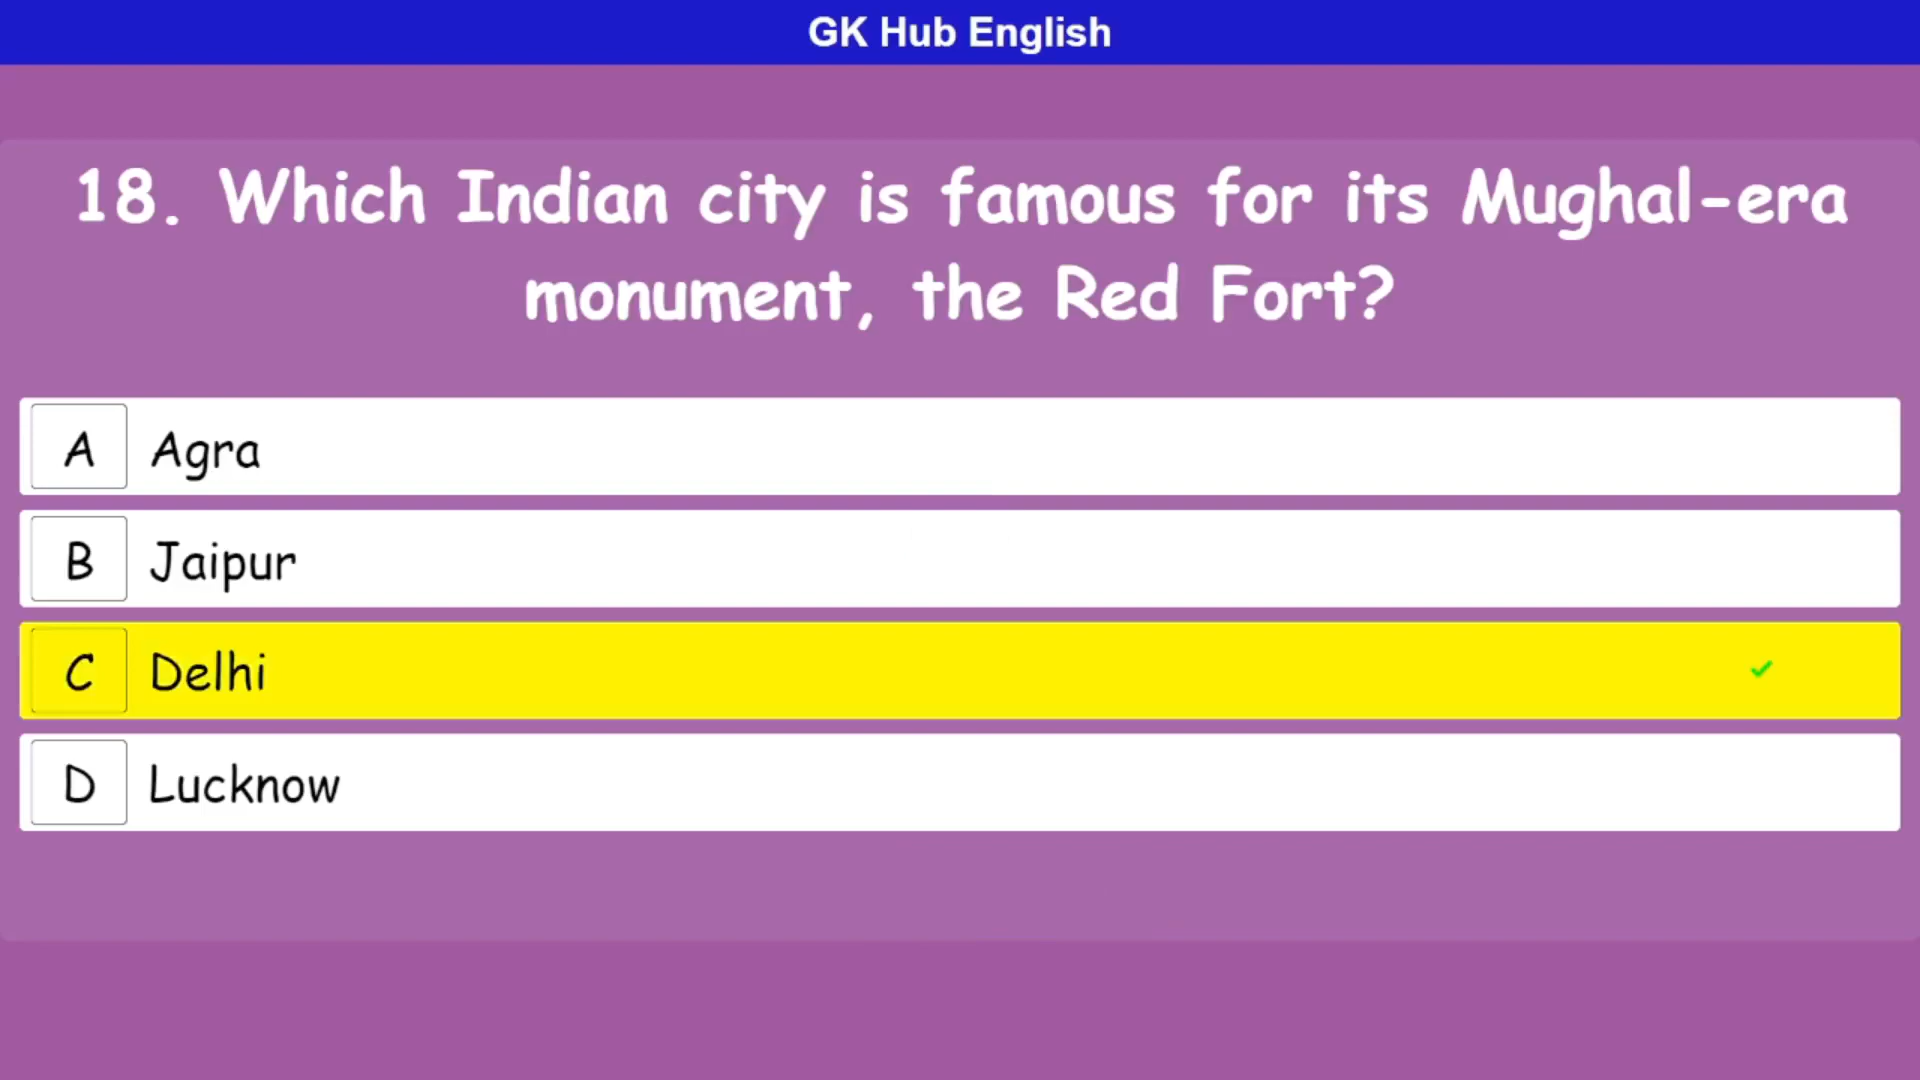 GK Hub English
18. Which Indian city is famous for its Mughal-era
monument, the Red Fort?
A Agra
B Jaipur
C Delhi
D Lucknow